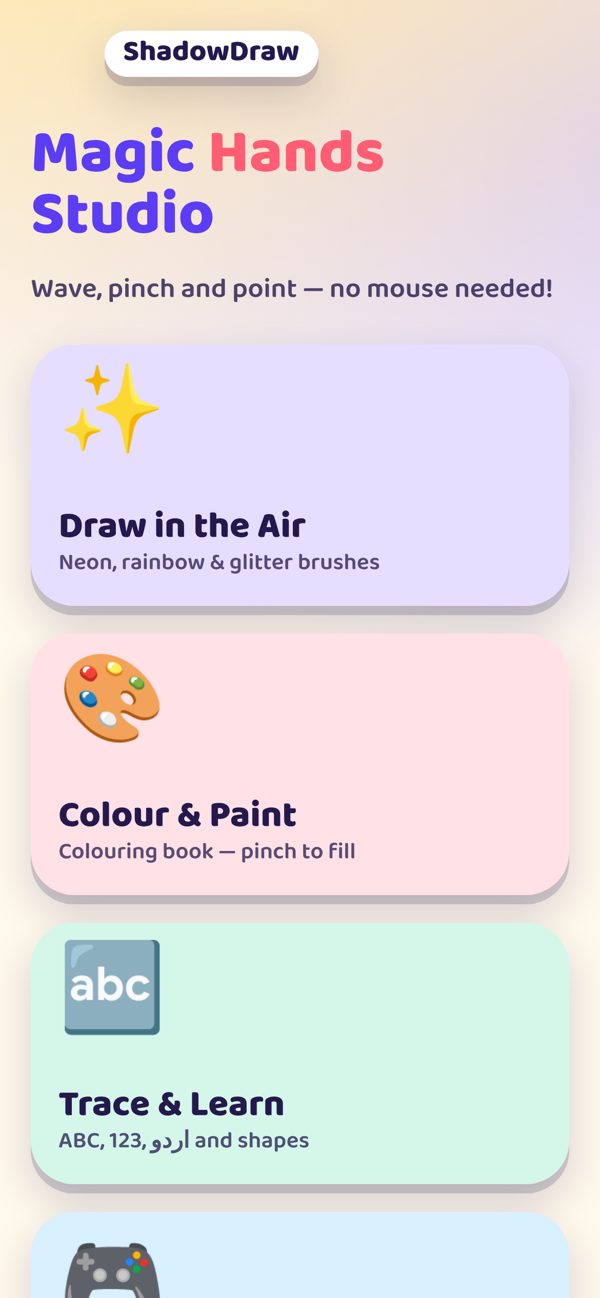 ShadowDraw
Magic Hands
Studio
Wave, pinch and point — no mouse needed!
Draw in the Air
Neon, rainbow & glitter brushes
Colour & Paint
Colouring book — pinch to fill
abc
Trace & Learn
ABC, 123, اردو and shapes